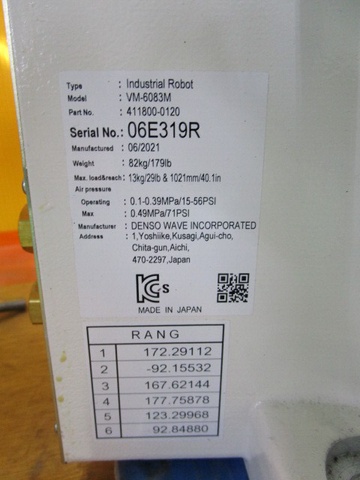 Type : Industrial Robot
Model : VM-6083M
Part No. : 411800-0120
Serial No.: 06E319R
Manufactured : 06/2021
Weight : 82kg/179lb
Max. load&reach: 13kg/29lb & 1021mm/40.1in
Air pressure
Operating : 0.1-0.39MPa/15-56PSI
Max : 0.49MPa/71PSI
Manufacturer : DENSO WAVE INCORPORATED
Address : 1,Yoshiike,Kusagi,Agui-cho,
Chita-gun,Aichi,
470-2297,Japan
KCs
MADE IN JAPAN
RANG
1 172.29112
2 -92.15532
3 167.62144
4 177.75878
5 123.29968
6 92.84880